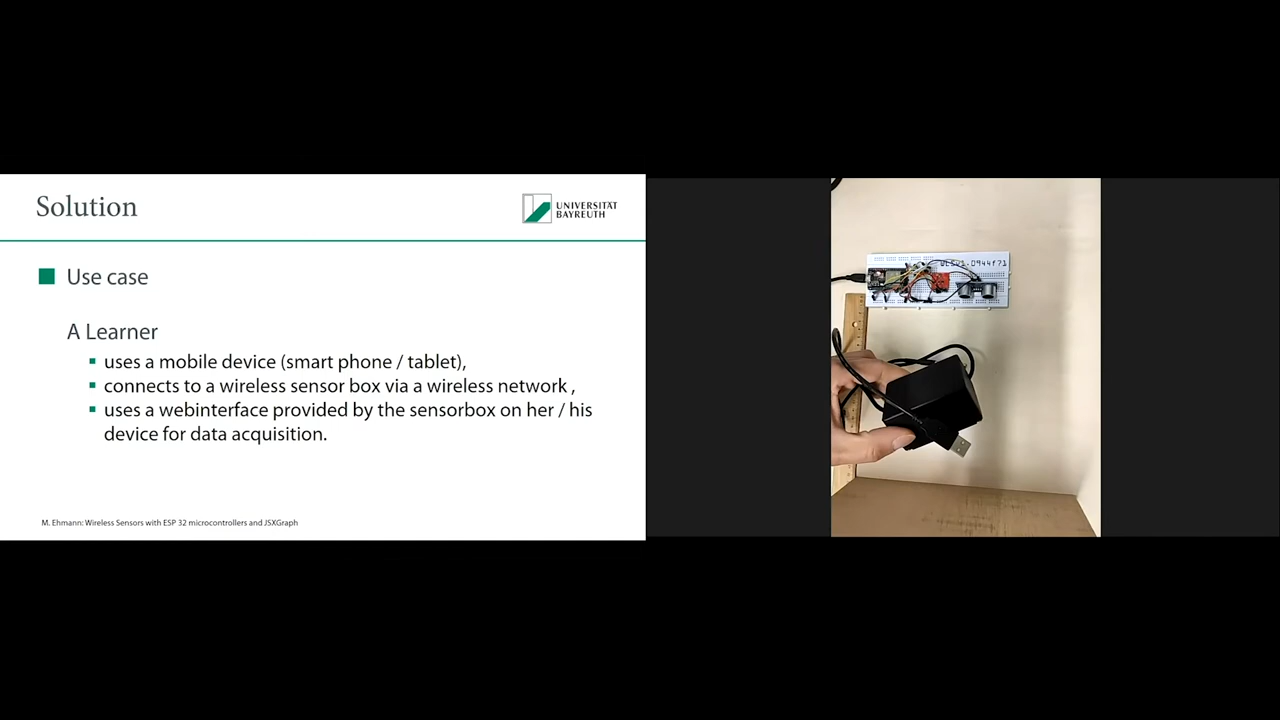 Solution
UNIVERSITÄT
BAYREUTH
Use case
A Learner
uses a mobile device (smart phone / tablet),
connects to a wireless sensor box via a wireless network ,
uses a webinterface provided by the sensorbox on her / his
device for data acquisition.
M. Ehmann: Wireless Sensors with ESP 32 microcontrollers and JSXGraph